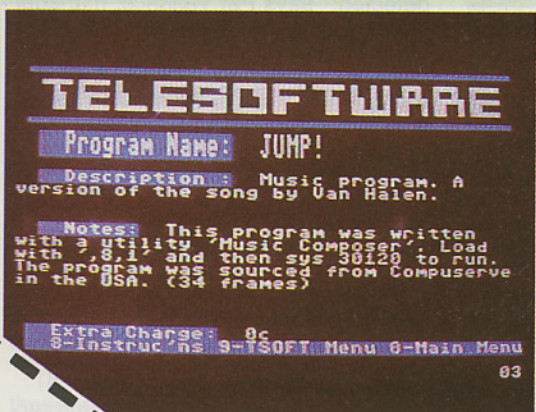 TELESOFTWARE
Program Name: JUMP!
Description : Music program. A
version of the song by Van Halen.
Notes: This program was written
with a utility 'Music Composer'. Load
with ',8,1' and then sys 30120 to run.
The program was sourced from Compuserve
in the USA. (34 frames)
Extra Charge: 0c
8-Instruc'ns 9-TSOFT Menu 0-Main Menu
03